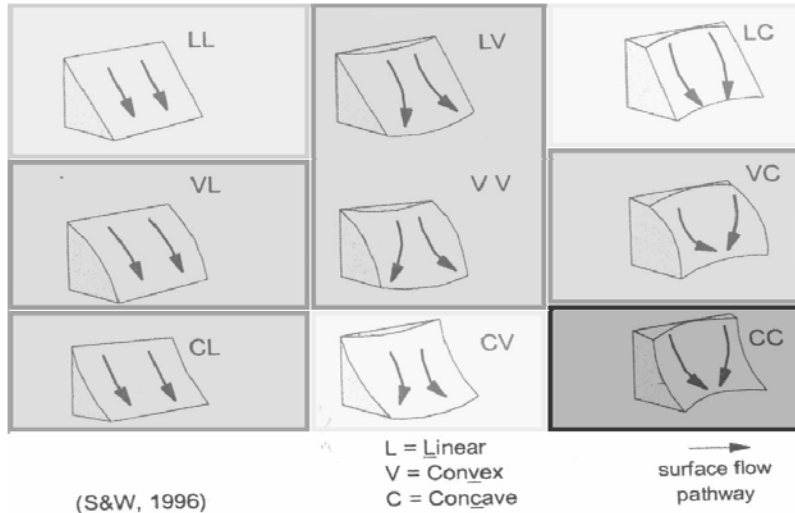 LL
LV
LC
VL
V V
VC
CL
CV
CC
L = Linear
V = Convex
C = Concave
surface flow
pathway
(S&W, 1996)